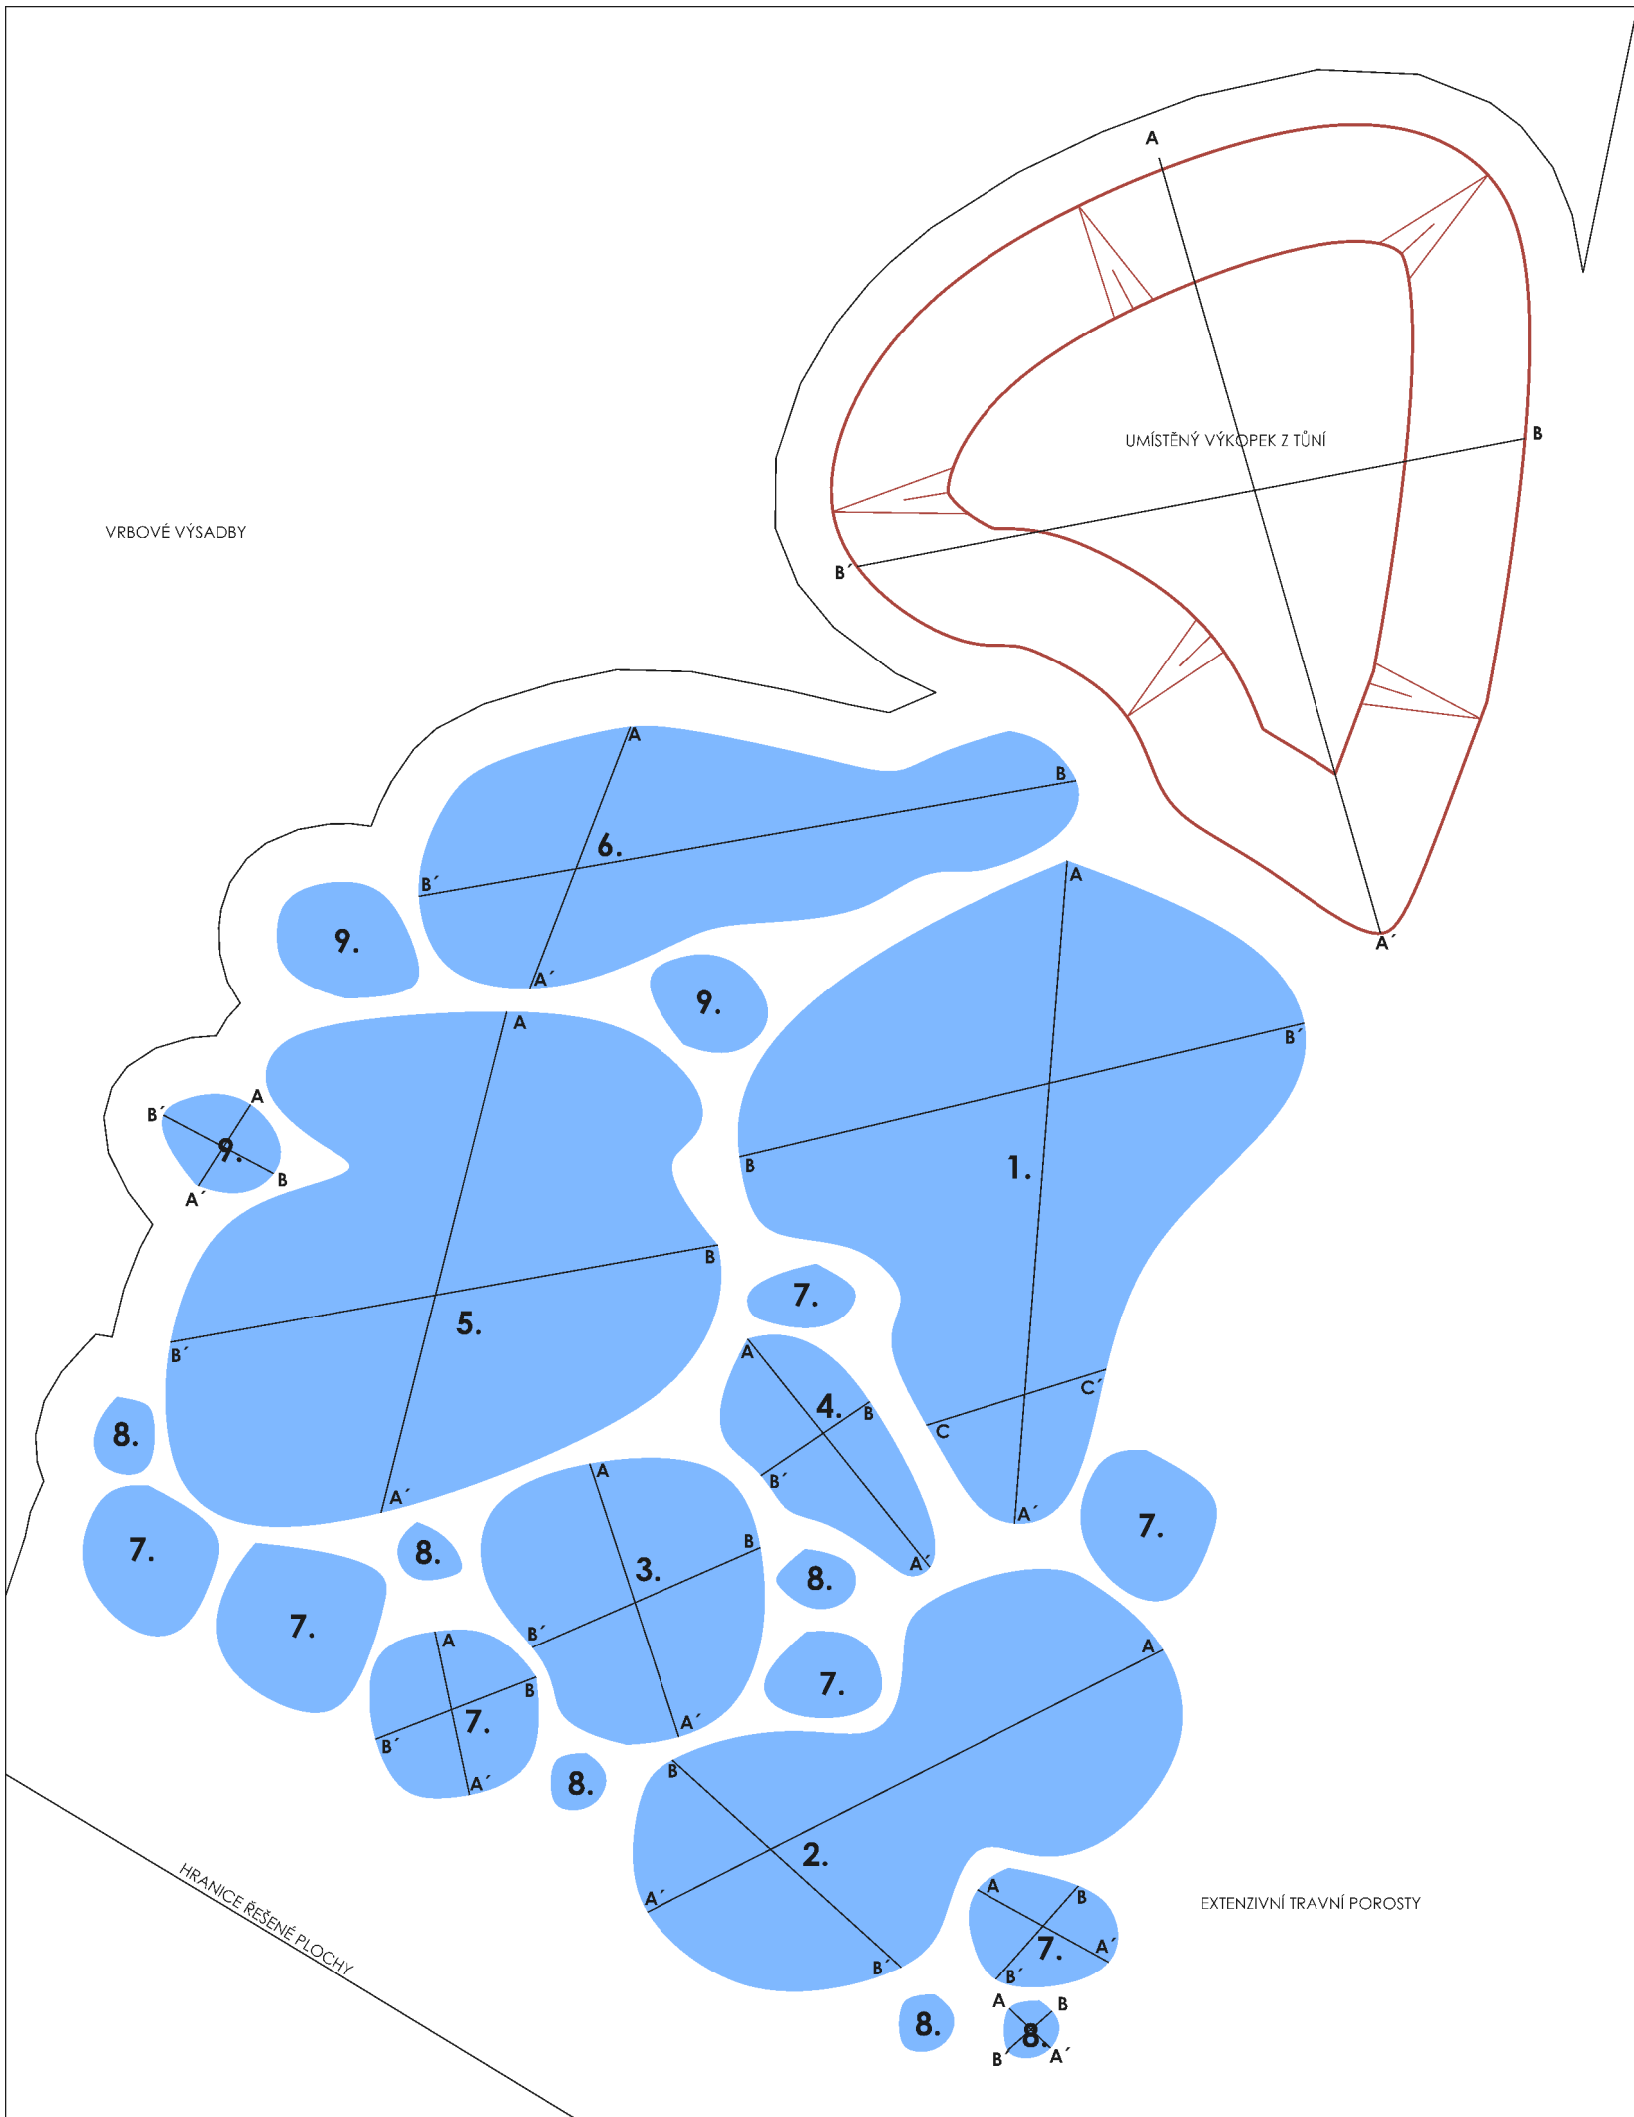 A
UMÍSTĚNÝ VÝKOPEK Z TŮNÍ
B
B´
A´
VRBOVÉ VÝSADBY
A
B
6.
B´
A´
9.
9.
A
B´
B
1.
C´
C
A´
A
B´
9.
B
A´
A
B
5.
B´
A´
7.
A
4.
B
B´
A´
8.
7.
7.
8.
A
B
3.
B´
A´
8.
7.
7.
A
B
7.
B´
A´
8.
A
B
2.
A´
B´
HRANICE ŘEŠENÉ PLOCHY
EXTENZIVNÍ TRAVNÍ POROSTY
A
B
7.
A´
B´
8.
A
B
8.
B´
A´